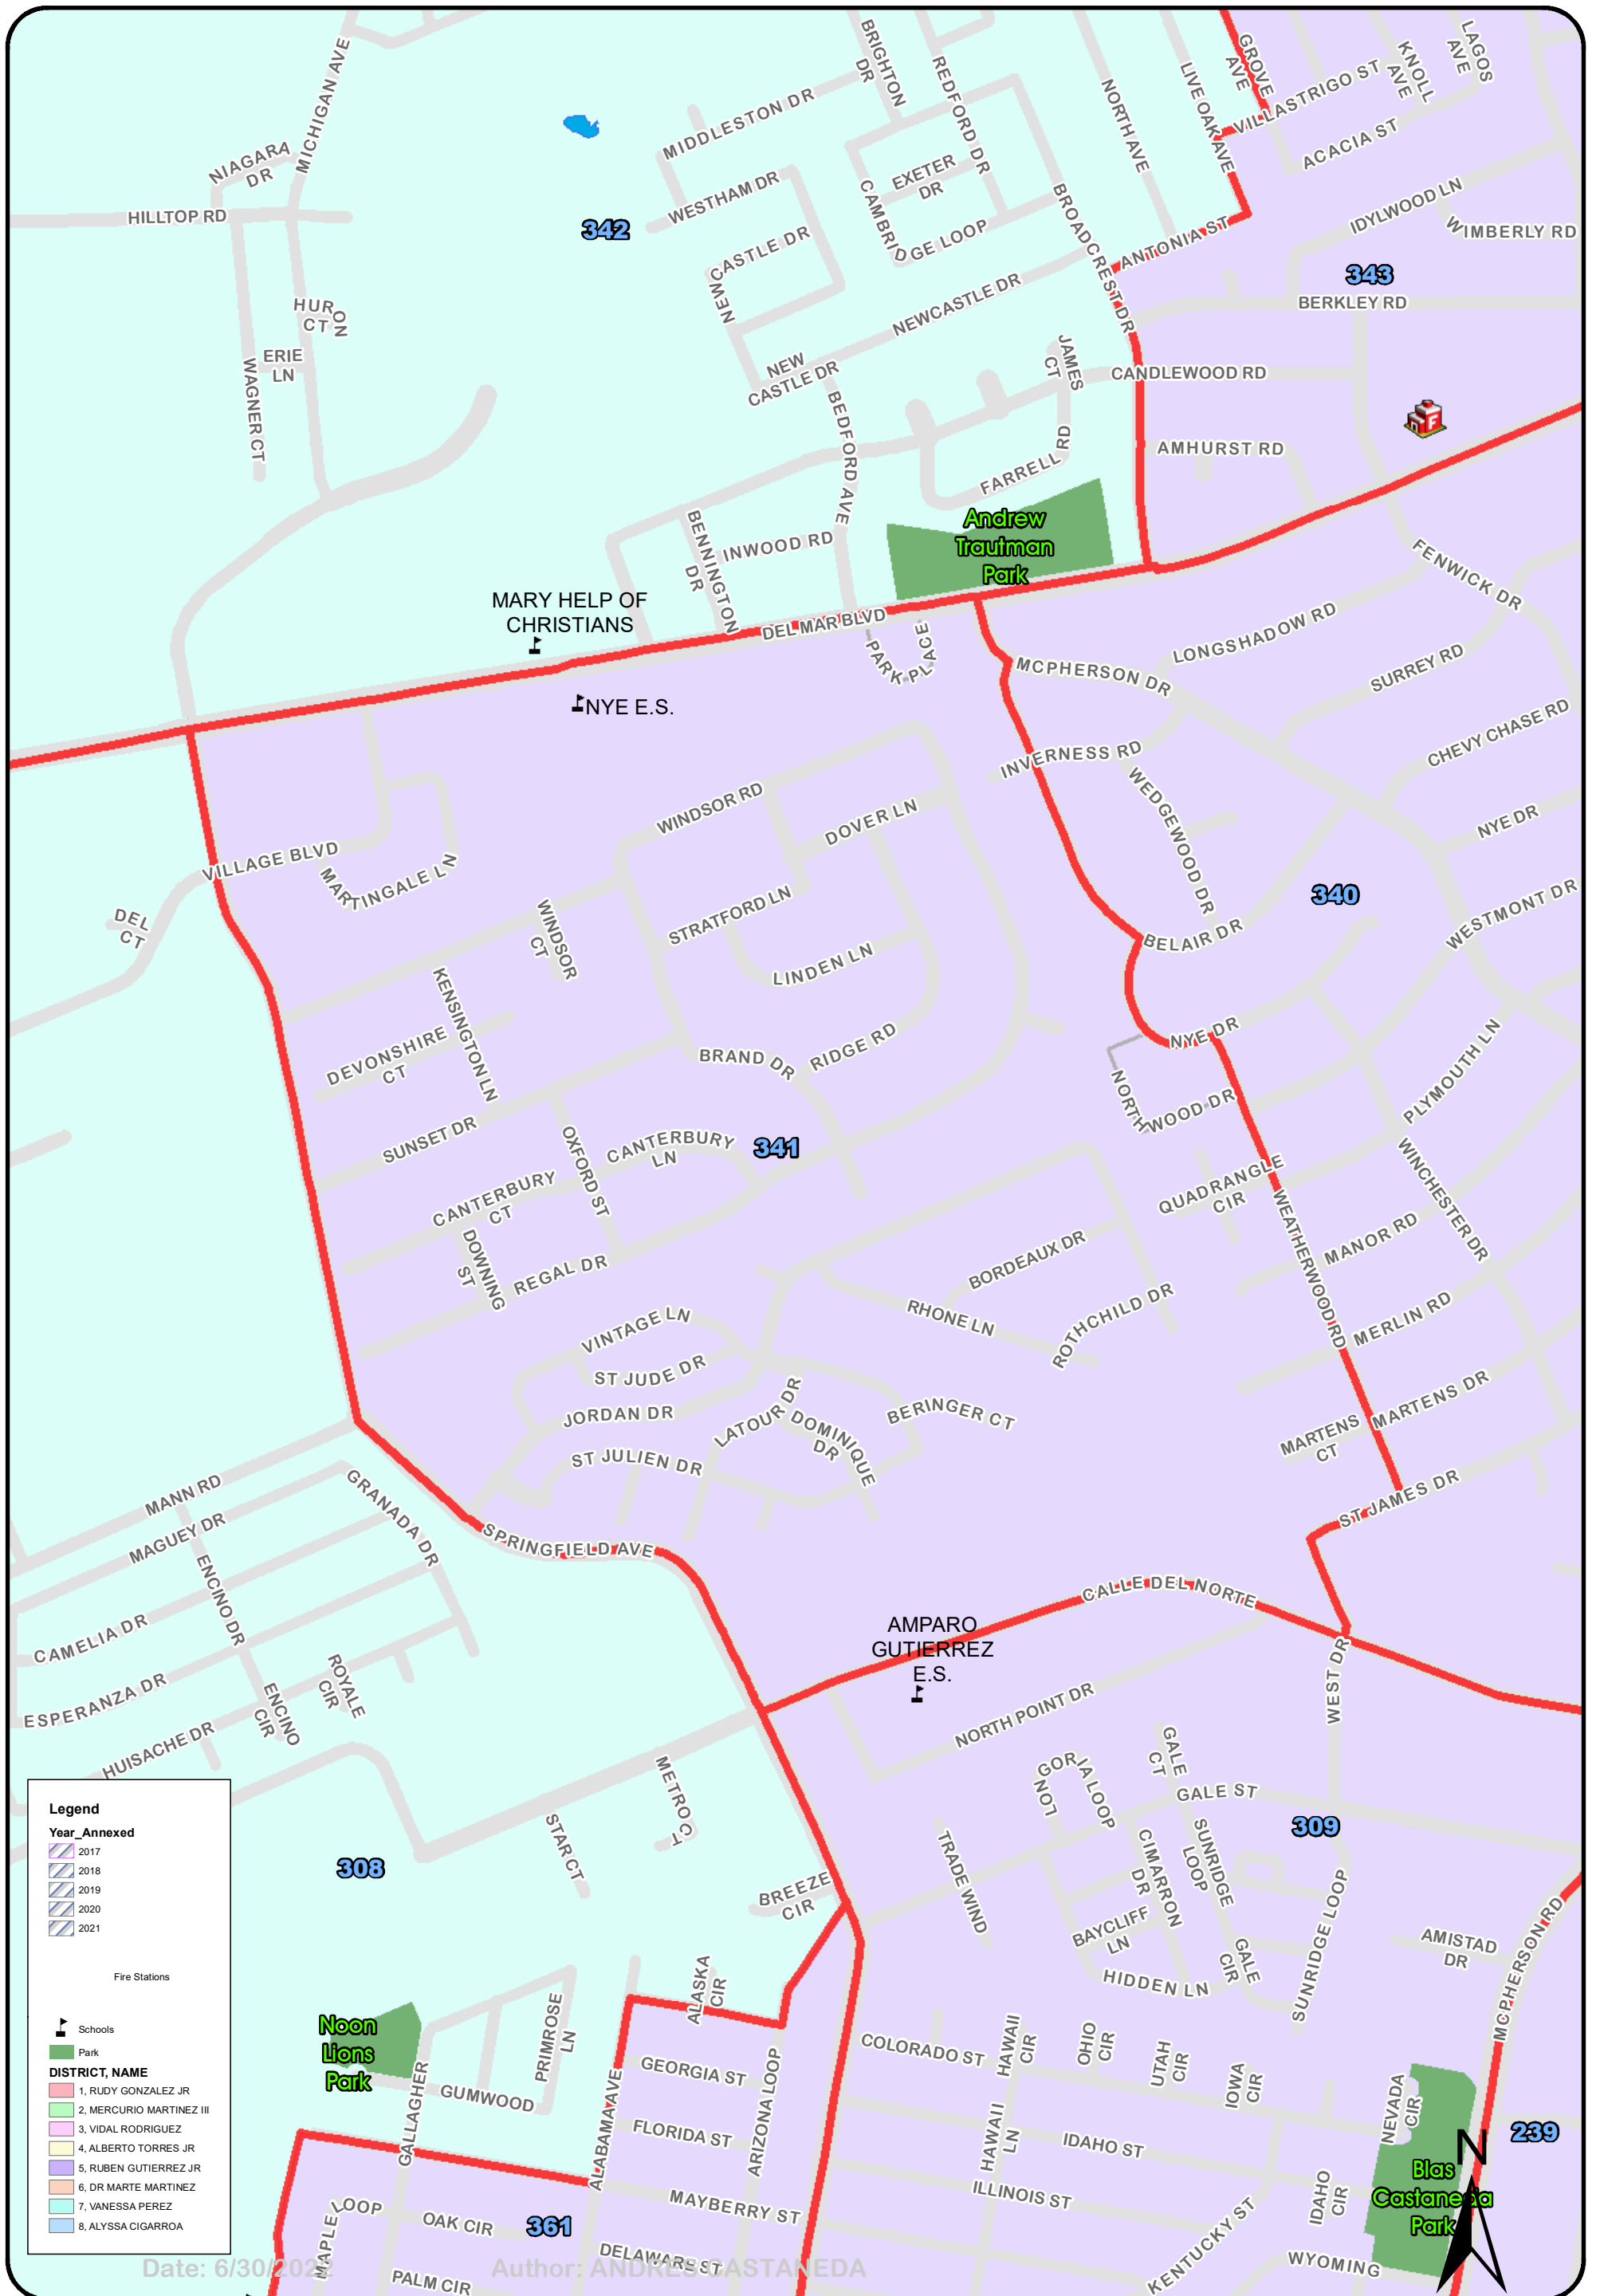 MICHIGAN AVE
BRIGHTON
DR
REDFORD DR
NORTH AVE
LIVE OAK AVE
GROVE
AVE
VILLASTRIGO ST
KNOLL
AVE
LAGOS
AVE
ACACIA ST
MIDDLESTON DR
NIAGARA
DR
HILLTOP RD
WESTHAM DR
EXETER
DR
CAMBRIDGE LOOP
BROADCREST DR
ANTONIA ST
IDYLWOOD LN
WIMBERLY RD
342
343
NEWCASTLE DR
NEWCASTLE DR
BERKLEY RD
HURON
CT
ERIE
LN
WAGNER CT
NEW
CASTLE DR
JAMES
CT
CANDLEWOOD RD
BEDFORD AVE
AMHURST RD
FARRELL RD
Andrew
Trautman
Park
BENNINGTON
DR
INWOOD RD
FENWICK DR
MARY HELP OF
CHRISTIANS
DEL MAR BLVD
PARK PLACE
LONGSHADOW RD
MCPHERSON DR
SURREY RD
NYE E.S.
CHEVY CHASE RD
INVERNESS RD
WINDSOR RD
DOVER LN
WEDGEWOOD DR
NYE DR
VILLAGE BLVD
MARTINGALE LN
340
DEL
CT
WINDSOR
CT
STRATFORD LN
BELAIR DR
WESTMONT DR
LINDEN LN
KENSINGTON LN
DEVONSHIRE
CT
BRAND DR
RIDGE RD
NYE DR
PLYMOUTH LN
NORTHWOOD DR
SUNSET DR
OXFORD ST
CANTERBURY
LN
341
QUADRANGLE
CIR
WINCHESTER DR
CANTERBURY
CT
DOWNING
ST
REGAL DR
WEATHERWOOD RD
MANOR RD
BORDEAUX DR
RHONE LN
ROTHCHILD DR
MERLIN RD
VINTAGE LN
ST JUDE DR
JORDAN DR
LATOUR DR
DOMINIQUE
DR
BERINGER CT
MARTENS DR
MARTENS
CT
ST JULIEN DR
MANN RD
GRANADA DR
MAGUEY DR
ST JAMES DR
SPRINGFIELD AVE
ENCINO DR
CALLE DEL NORTE
CAMELIA DR
AMPARO
GUTIERREZ
E.S.
WEST DR
ROYALE
CIR
ESPERANZA DR
ENCINO
CIR
NORTH POINT DR
HUISACHE DR
METRO CT
GALE
CT
LONGORIA LOOP
GALE ST
309
STAR CT
TRADE WIND
CIMARRON
DR
SUNRIDGE
LOOP
308
BREEZE
CIR
BAYCLIFF
LN
SUNRIDGE LOOP
AMISTAD
DR
MCPHERSON RD
GALE
CIR
HIDDEN LN
ALASKA
CIR
Noon
Lions
Park
PRIMROSE
LN
COLORADO ST
HAWAII
CIR
OHIO
CIR
UTAH
CIR
IOWA
CIR
NEVADA
CIR
GEORGIA ST
GUMWOOD
GALLAGHER
ALABAMA AVE
FLORIDA ST
ARIZONA LOOP
HAWAII
LN
IDAHO ST
239
N
Blas
Castaneda
Park
MAYBERRY ST
ILLINOIS ST
IDAHO
CIR
KENTUCKY ST
MAPLE LOOP
OAK CIR
361
DELAWARE ST
PALM CIR
WYOMING
Legend
Year_Annexed
2017
2018
2019
2020
2021
Fire Stations
Schools
Park
DISTRICT, NAME
1, RUDY GONZALEZ JR
2, MERCURIO MARTINEZ III
3, VIDAL RODRIGUEZ
4, ALBERTO TORRES JR
5, RUBEN GUTIERREZ JR
6, DR MARTE MARTINEZ
7, VANESSA PEREZ
8, ALYSSA CIGARROA
Author: ANDRES CASTANEDA